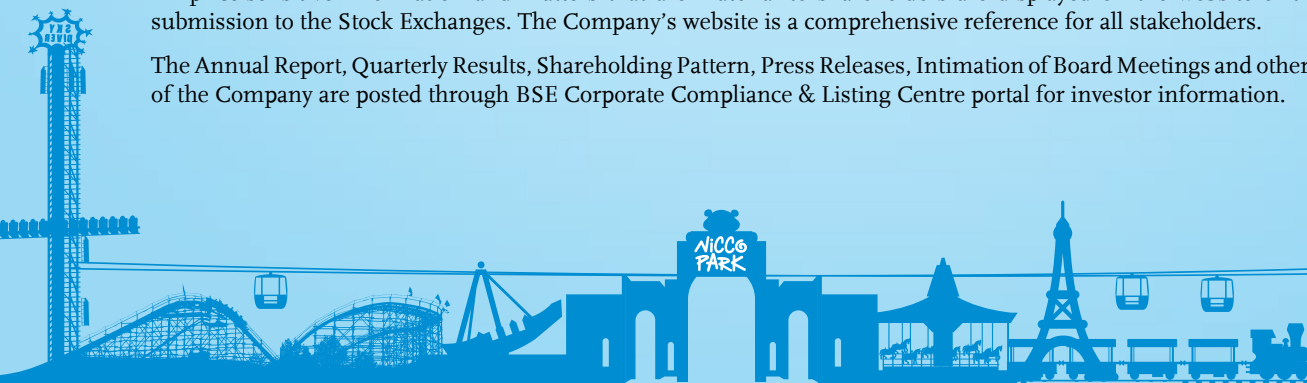 SKY
DIVER
submission to the Stock Exchanges. The Company's website is a comprehensive reference for all stakeholders.
The Annual Report, Quarterly Results, Shareholding Pattern, Press Releases, Intimation of Board Meetings and other
of the Company are posted through BSE Corporate Compliance & Listing Centre portal for investor information.
NICCO
PARK